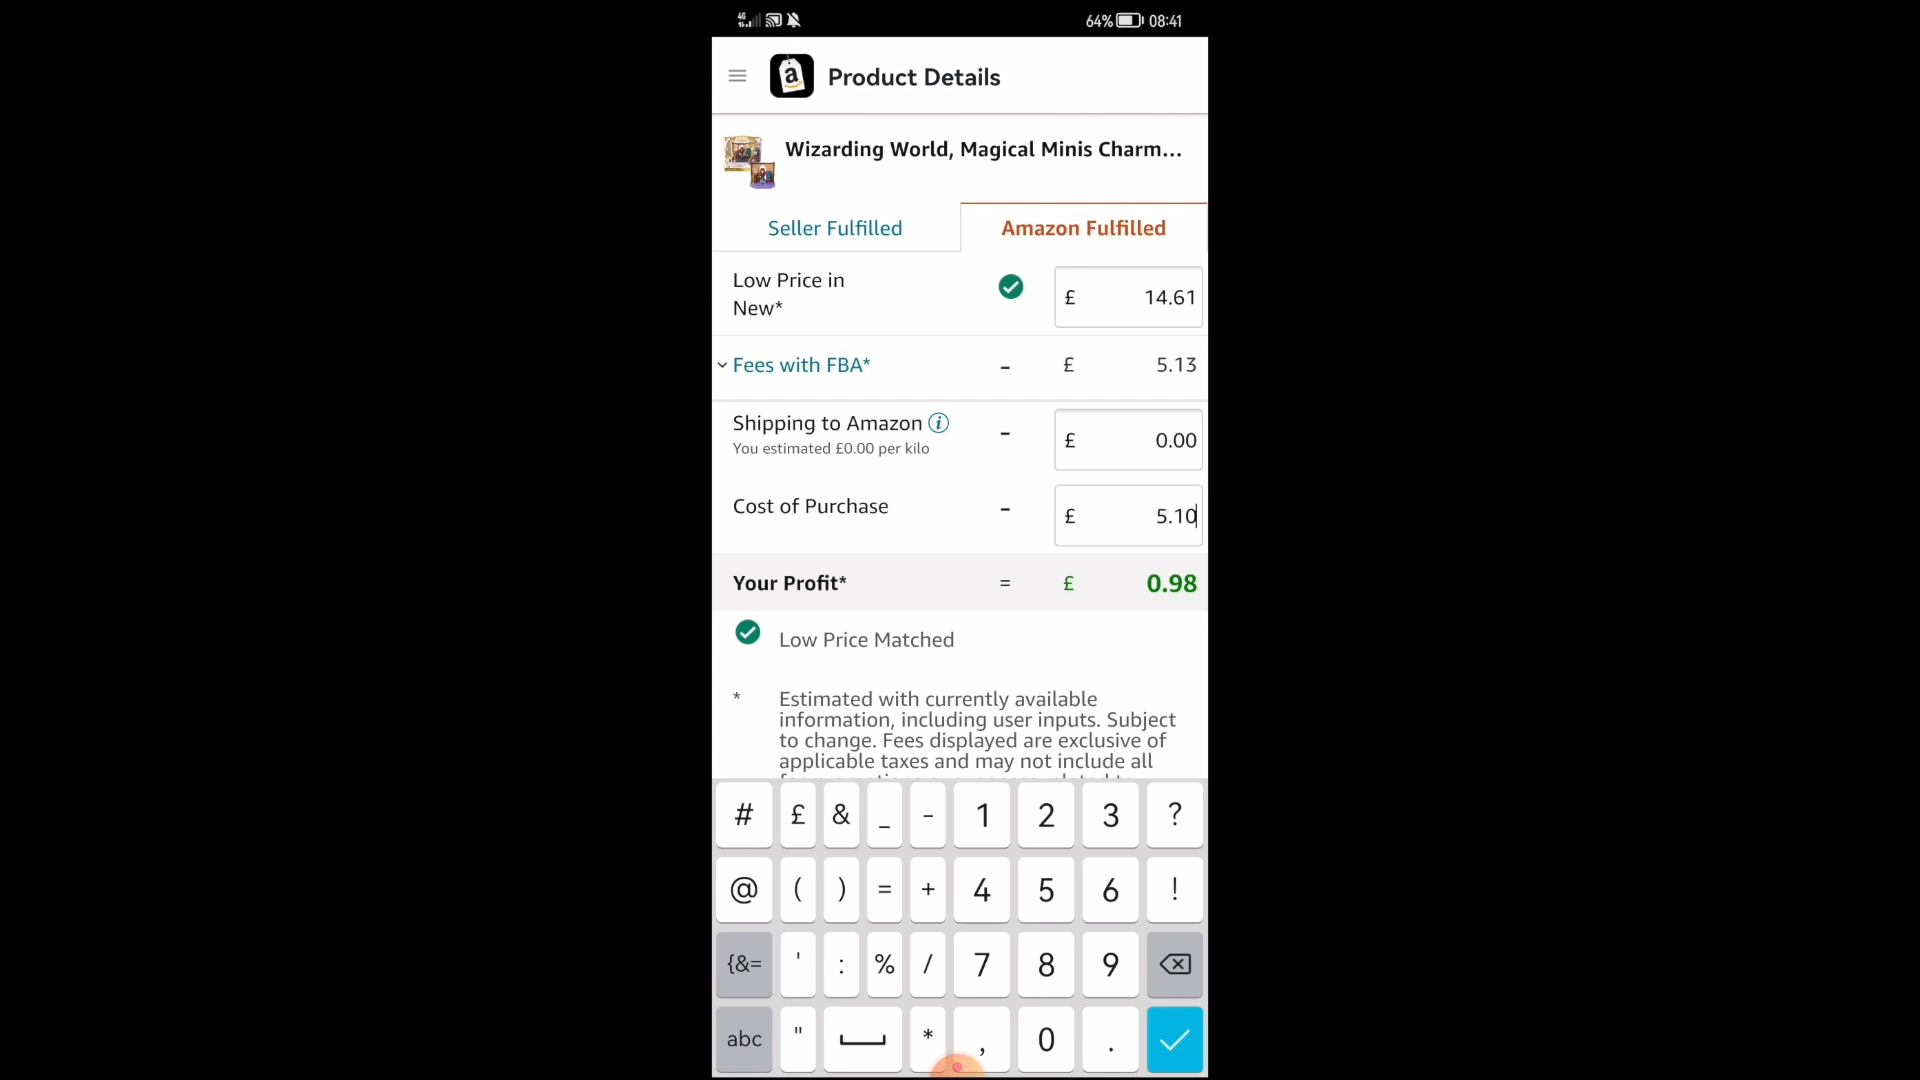 4G 64% 08:41
Product Details
Wizarding World, Magical Minis Charm...
Seller Fulfilled Amazon Fulfilled
Low Price in
New*
£ 14.61
Fees with FBA* - £ 5.13
Shipping to Amazon i - £ 0.00
You estimated £0.00 per kilo
Cost of Purchase - £ 5.10
Your Profit* = £ 0.98
Low Price Matched
* Estimated with currently available
information, including user inputs. Subject
to change. Fees displayed are exclusive of
applicable taxes and may not include all
# £ & _ - 1 2 3 ?
@ ( ) = + 4 5 6 !
{&= ' : % / 7 8 9
abc " * , 0 .